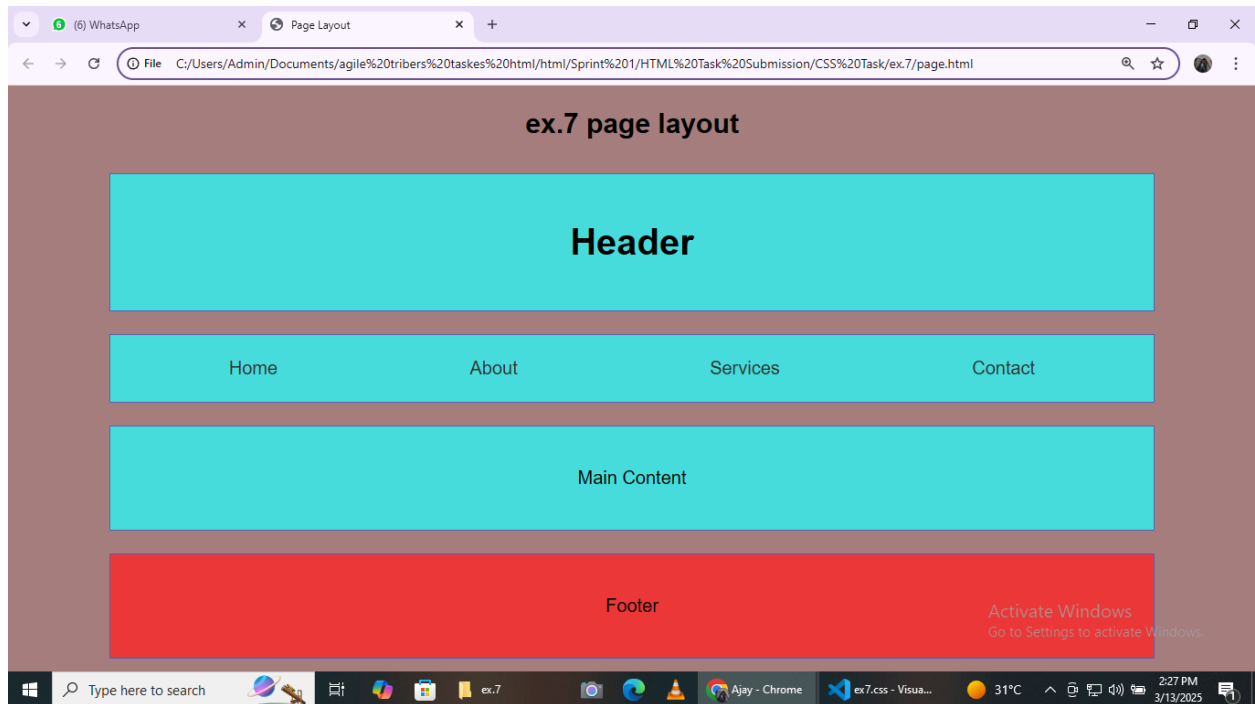 6 (6) WhatsApp
Page Layout
File C:/Users/Admin/Documents/agile%20tribers%20taskes%20html/html/Sprint%201/HTML%20Task%20Submission/CSS%20Task/ex.7/page.html
ex.7 page layout
Header
Home About Services Contact
Main Content
Footer
Activate Windows
Go to Settings to activate Windows.
Type here to search
ex.7
Ajay - Chrome
ex7.css - Visua...
31°C
2:27 PM
3/13/2025
1